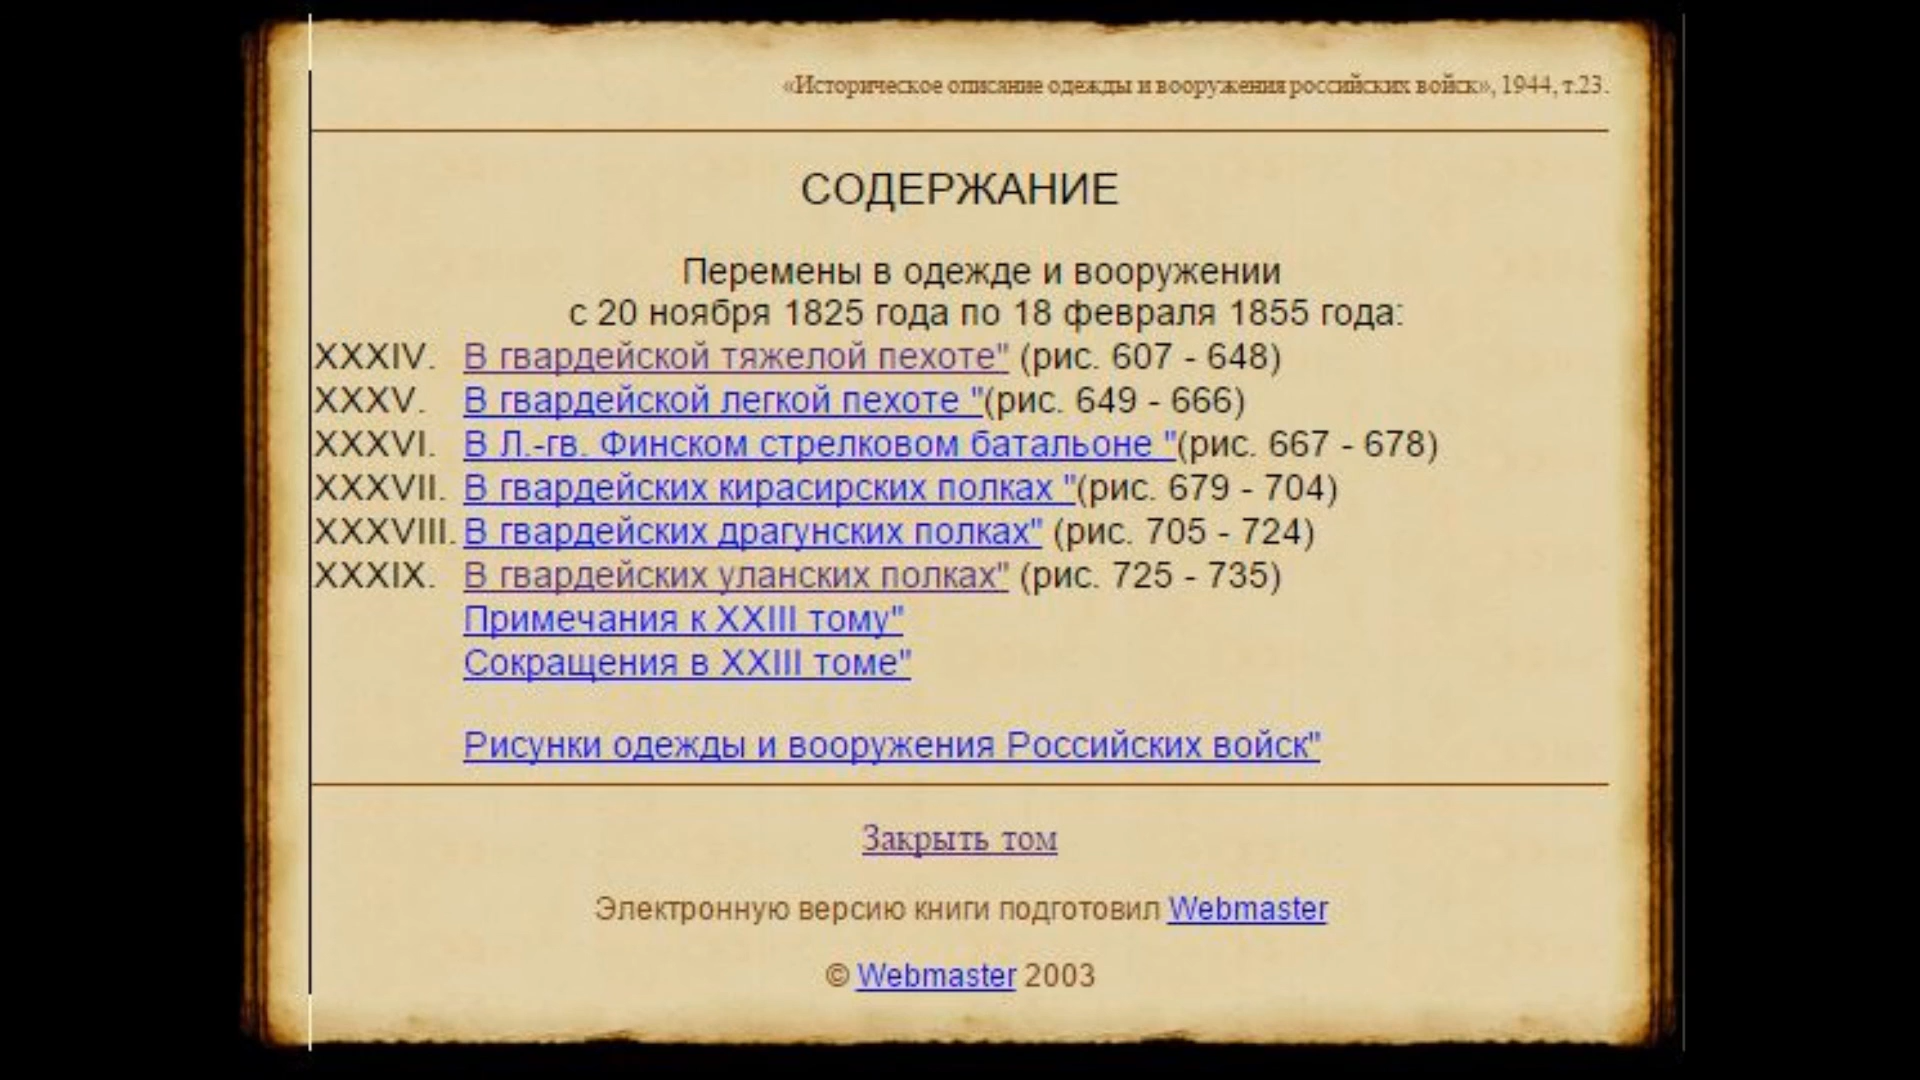 «Историческое описание одежды и вооружения российских войск», 1944, т.23.
СОДЕРЖАНИЕ
Перемены в одежде и вооружении
с 20 ноября 1825 года по 18 февраля 1855 года:
XXXIV. В гвардейской тяжелой пехоте" (рис. 607 - 648)
XXXV. В гвардейской легкой пехоте "(рис. 649 - 666)
XXXVI. В Л.-гв. Финском стрелковом батальоне "(рис. 667 - 678)
XXXVII. В гвардейских кирасирских полках "(рис. 679 - 704)
XXXVIII. В гвардейских драгунских полках" (рис. 705 - 724)
XXXIX. В гвардейских уланских полках" (рис. 725 - 735)
Примечания к XXIII тому"
Сокращения в XXIII томе"
Рисунки одежды и вооружения Российских войск"
Закрыть том
Электронную версию книги подготовил Webmaster
© Webmaster 2003